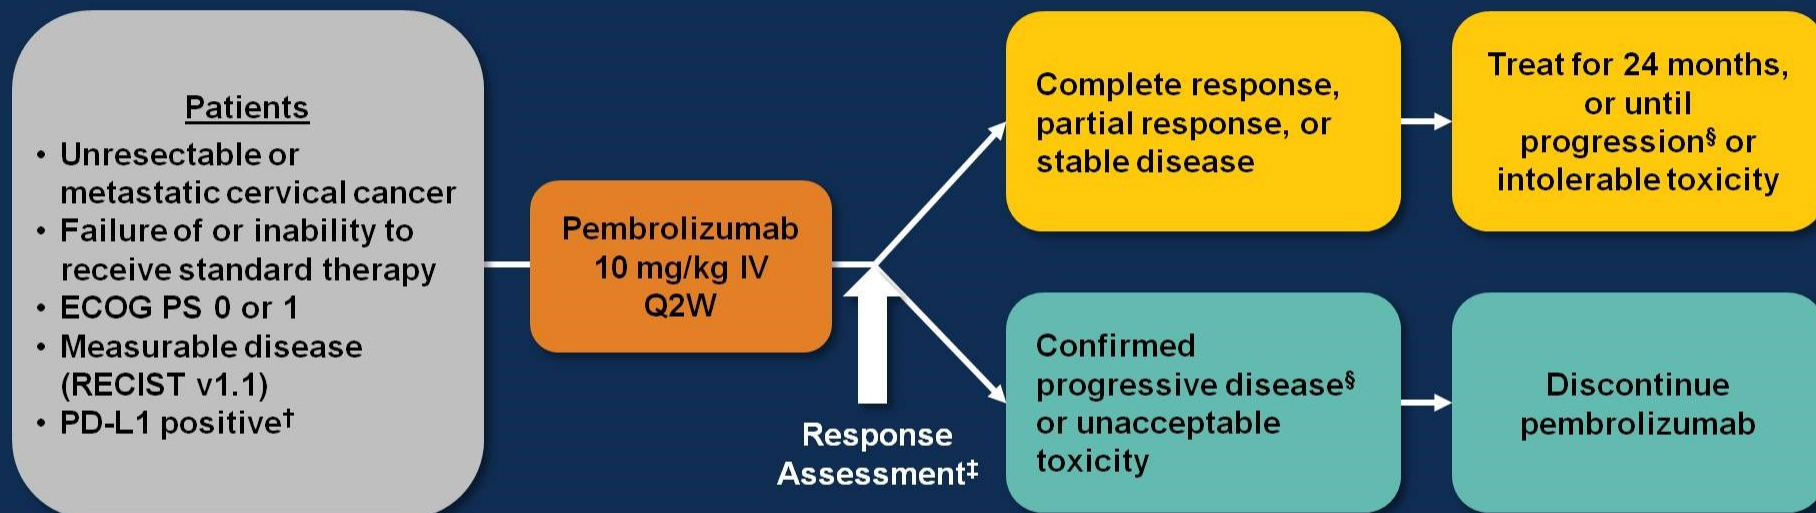 Patients
• Unresectable or
metastatic cervical cancer
• Failure of or inability to
receive standard therapy
• ECOG PS 0 or 1
• Measurable disease
(RECIST v1.1)
• PD-L1 positive†
Pembrolizumab
10 mg/kg IV
Q2W
Response
Assessment‡
Complete response,
partial response, or
stable disease
Treat for 24 months,
or until
progression§ or
intolerable toxicity
Confirmed
progressive disease§
or unacceptable
toxicity
Discontinue
pembrolizumab